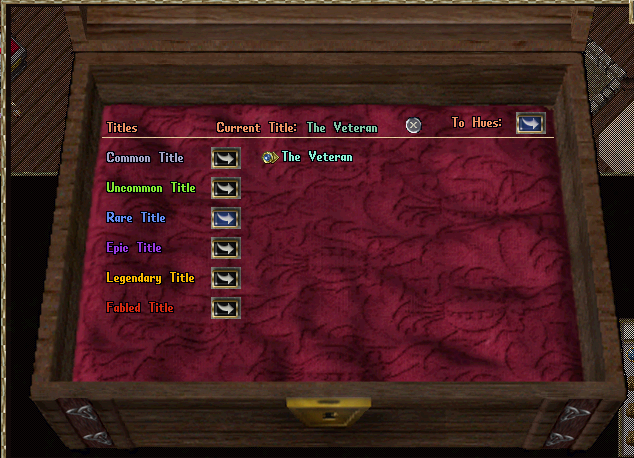 Titles Current Title: The Veteran To Hues:
Common Title The Veteran
Uncommon Title
Rare Title
Epic Title
Legendary Title
Fabled Title